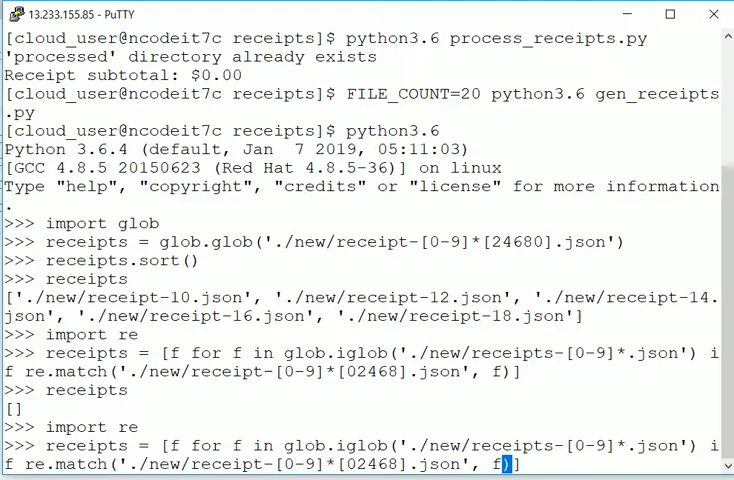 13.233.155.85 - PuTTY
[cloud_user@ncodeit7c receipts]$ python3.6 process_receipts.py
'processed' directory already exists
Receipt subtotal: $0.00
[cloud_user@ncodeit7c receipts]$ FILE_COUNT=20 python3.6 gen_receipts
.py
[cloud_user@ncodeit7c receipts]$ python3.6
Python 3.6.4 (default, Jan  7 2019, 05:11:03)
[GCC 4.8.5 20150623 (Red Hat 4.8.5-36)] on linux
Type "help", "copyright", "credits" or "license" for more information
.
>>> import glob
>>> receipts = glob.glob('./new/receipt-[0-9]*[24680].json')
>>> receipts.sort()
>>> receipts
['./new/receipt-10.json', './new/receipt-12.json', './new/receipt-14.
json', './new/receipt-16.json', './new/receipt-18.json']
>>> import re
>>> receipts = [f for f in glob.iglob('./new/receipts-[0-9]*.json') i
f re.match('./new/receipt-[0-9]*[02468].json', f)]
>>> receipts
[]
>>> import re
>>> receipts = [f for f in glob.iglob('./new/receipts-[0-9]*.json') i
f re.match('./new/receipt-[0-9]*[02468].json', f)]